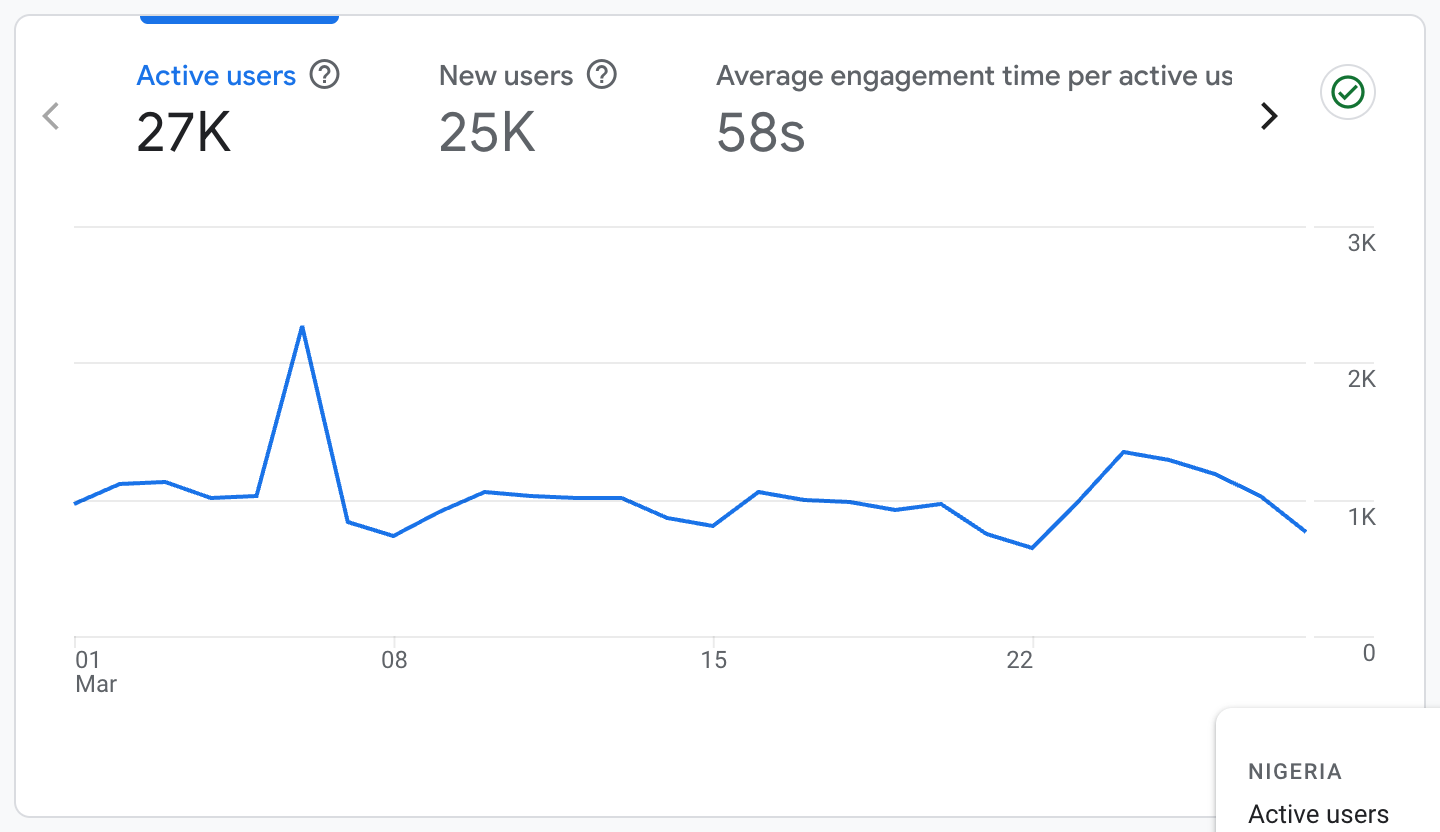 Active users
27K
New users
25K
Average engagement time per active us
58s
3K
2K
1K
0
01
Mar
08
15
22
NIGERIA
Active users